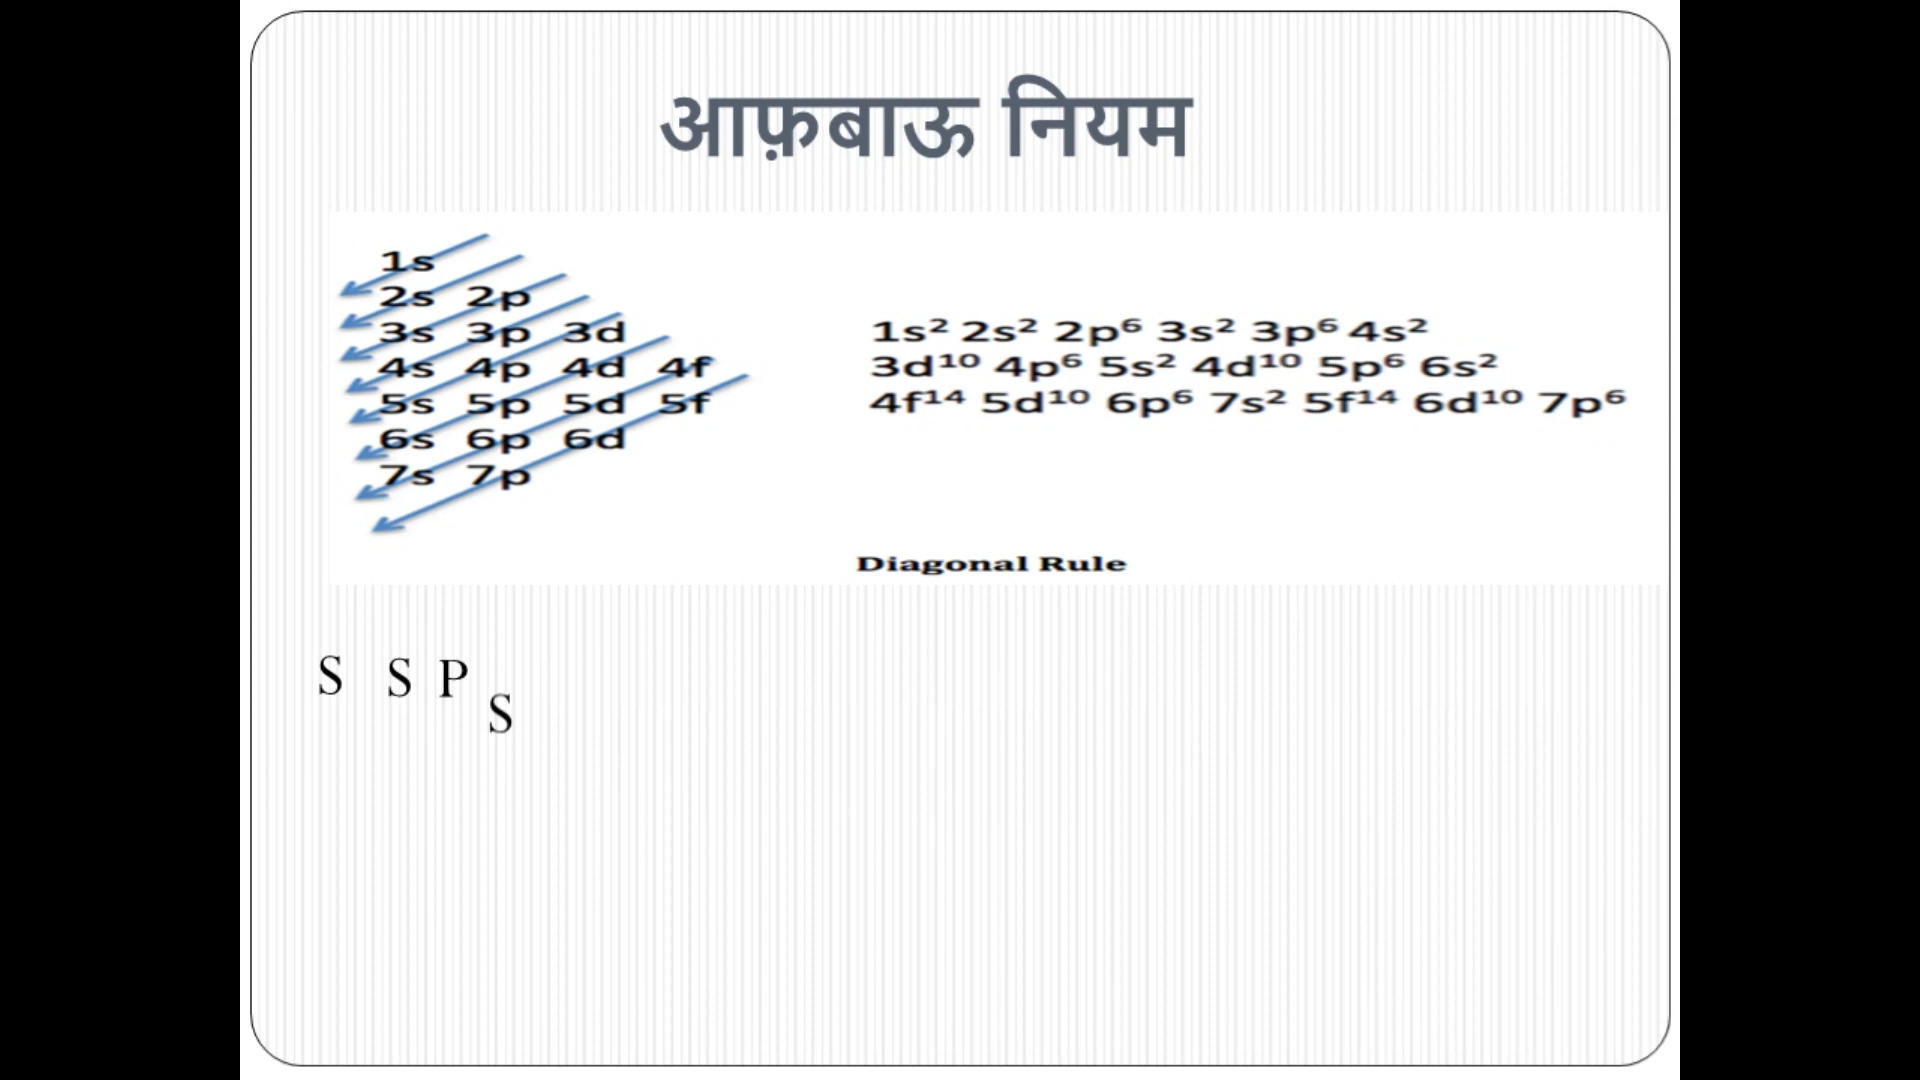 आफ़बाऊ नियम
1s
2s 2p
3s 3p 3d
4s 4p 4d 4f
5s 5p 5d 5f
6s 6p 6d
7s 7p
1s² 2s² 2p⁶ 3s² 3p⁶ 4s²
3d¹⁰ 4p⁶ 5s² 4d¹⁰ 5p⁶ 6s²
4f¹⁴ 5d¹⁰ 6p⁶ 7s² 5f¹⁴ 6d¹⁰ 7p⁶
Diagonal Rule
S S P
S